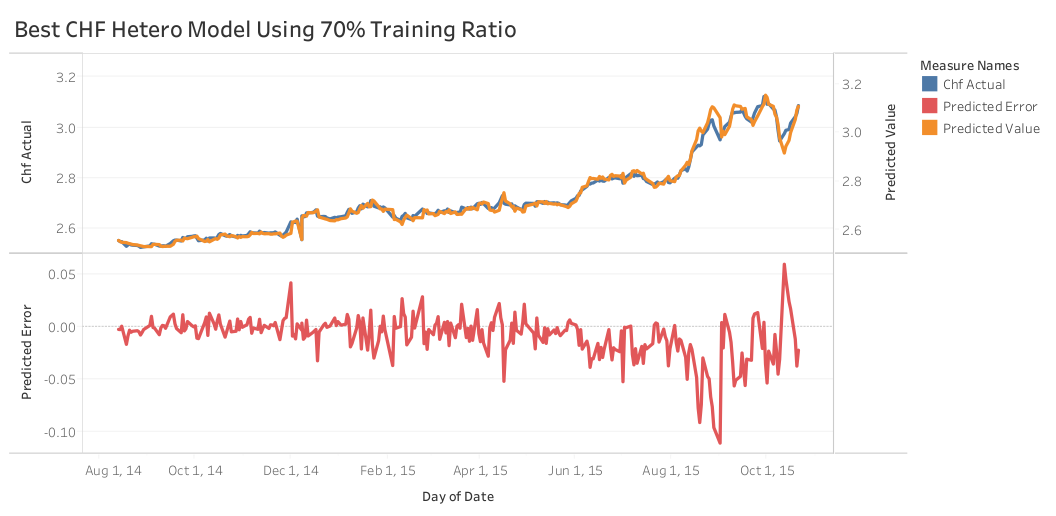 Best CHF Hetero Model Using 70% Training Ratio
Measure Names
Chf Actual
Predicted Error
Predicted Value
3.2
3.0
2.8
2.6
Chf Actual
3.2
3.0
2.8
2.6
Predicted Value
0.05
0.00
-0.05
-0.10
Predicted Error
Aug 1, 14
Oct 1, 14
Dec 1, 14
Feb 1, 15
Apr 1, 15
Jun 1, 15
Aug 1, 15
Oct 1, 15
Day of Date